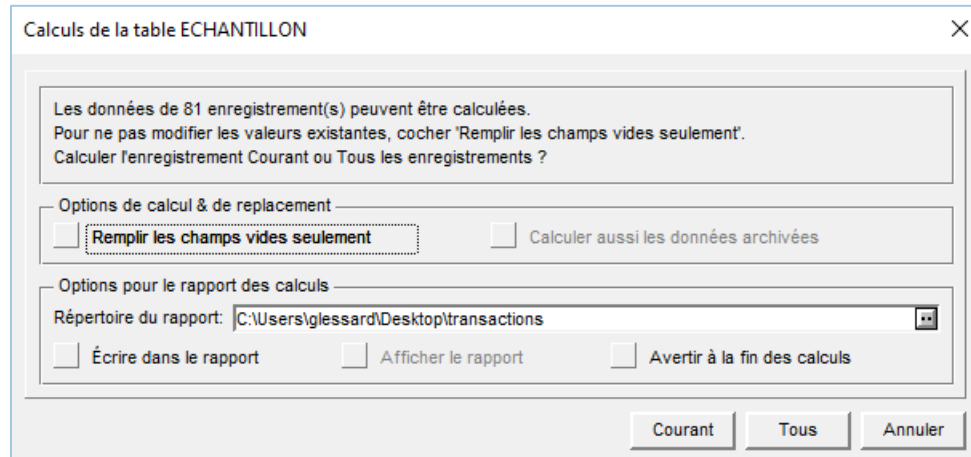 Calculs de la table ECHANTILLON
Les données de 81 enregistrement(s) peuvent être calculées.
Pour ne pas modifier les valeurs existantes, cocher 'Remplir les champs vides seulement'.
Calculer l'enregistrement Courant ou Tous les enregistrements ?
Options de calcul & de replacement
Remplir les champs vides seulement Calculer aussi les données archivées
Options pour le rapport des calculs
Répertoire du rapport: C:\Users\glessard\Desktop\transactions
Écrire dans le rapport Afficher le rapport Avertir à la fin des calculs
Courant Tous Annuler